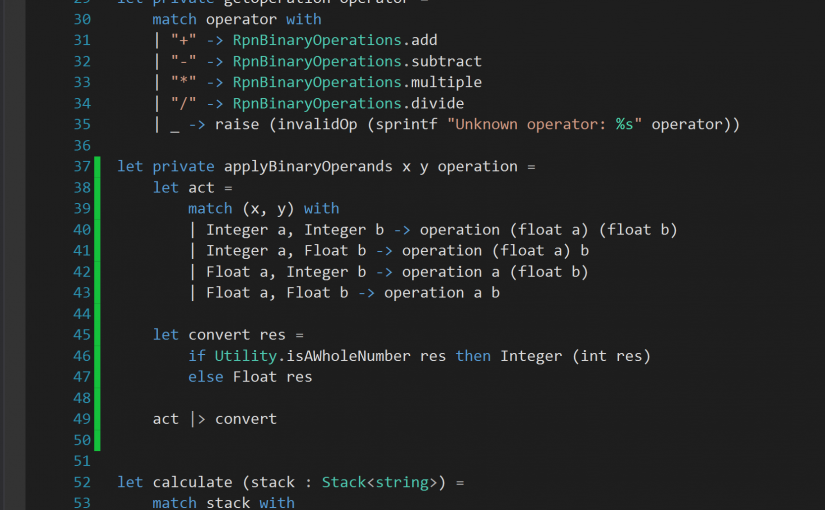 29 let private getoperation operator =
30 match operator with
31 | "+" -> RpnBinaryOperations.add
32 | "-" -> RpnBinaryOperations.subtract
33 | "*" -> RpnBinaryOperations.multiple
34 | "/" -> RpnBinaryOperations.divide
35 | _ -> raise (invalidOp (sprintf "Unknown operator: %s" operator))
36
37 let private applyBinaryOperands x y operation =
38 let act =
39 match (x, y) with
40 | Integer a, Integer b -> operation (float a) (float b)
41 | Integer a, Float b -> operation (float a) b
42 | Float a, Integer b -> operation a (float b)
43 | Float a, Float b -> operation a b
44
45 let convert res =
46 if Utility.isAWholeNumber res then Integer (int res)
47 else Float res
48
49 act |> convert
50
51
52 let calculate (stack : Stack<string>) =
53 match stack with